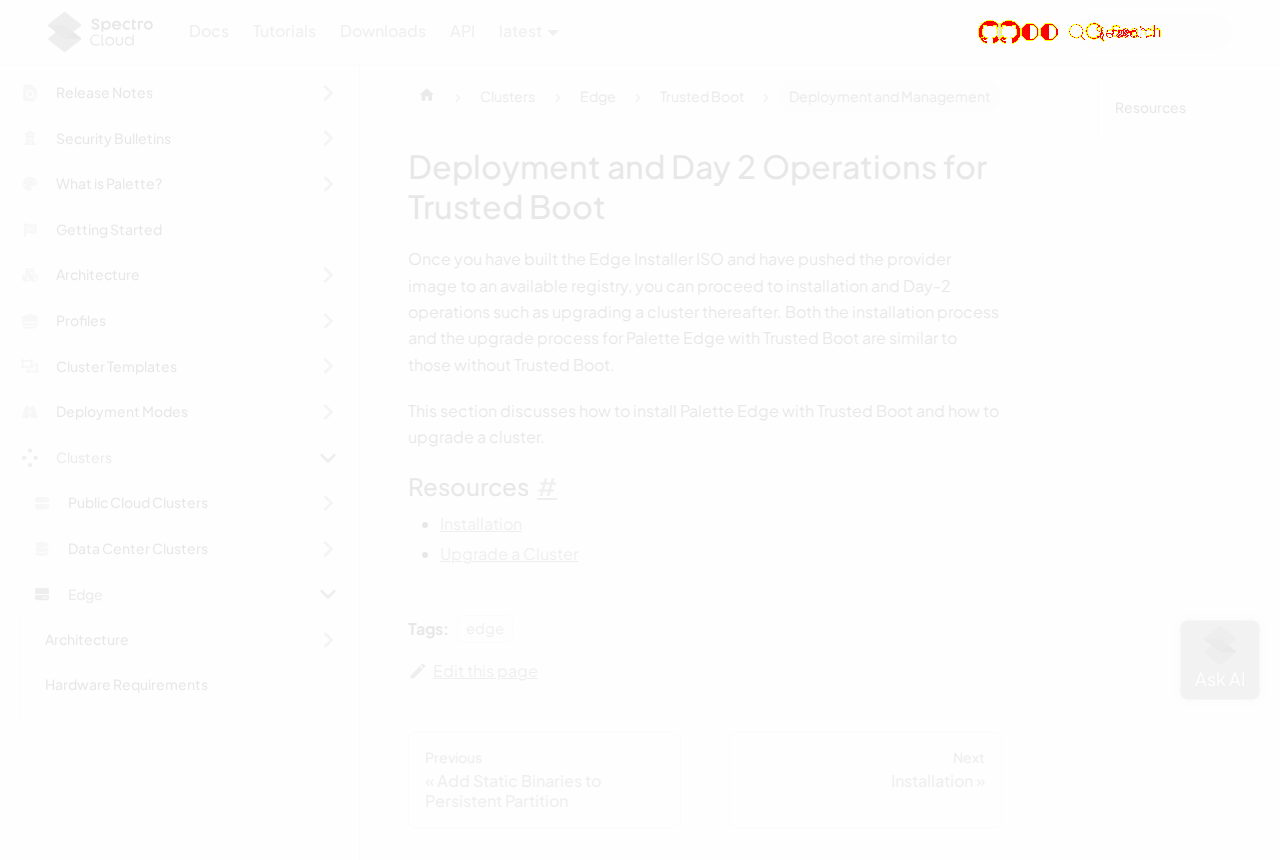 Spectro
Cloud
Docs
Tutorials
Downloads
API
latest
Release Notes
Security Bulletins
What is Palette?
Getting Started
Architecture
Profiles
Cluster Templates
Deployment Modes
Clusters
Public Cloud Clusters
Data Center Clusters
Edge
Architecture
Hardware Requirements
Clusters
Edge
Trusted Boot
Deployment and Management
Deployment and Day 2 Operations for
Trusted Boot
Once you have built the Edge Installer ISO and have pushed the provider
image to an available registry, you can proceed to installation and Day-2
operations such as upgrading a cluster thereafter. Both the installation process
and the upgrade process for Palette Edge with Trusted Boot are similar to
those without Trusted Boot.
This section discusses how to install Palette Edge with Trusted Boot and how to
upgrade a cluster.
Resources #
Installation
Upgrade a Cluster
Tags: edge
Edit this page
Previous
« Add Static Binaries to
Persistent Partition
Next
Installation »
Resources
Ask AI